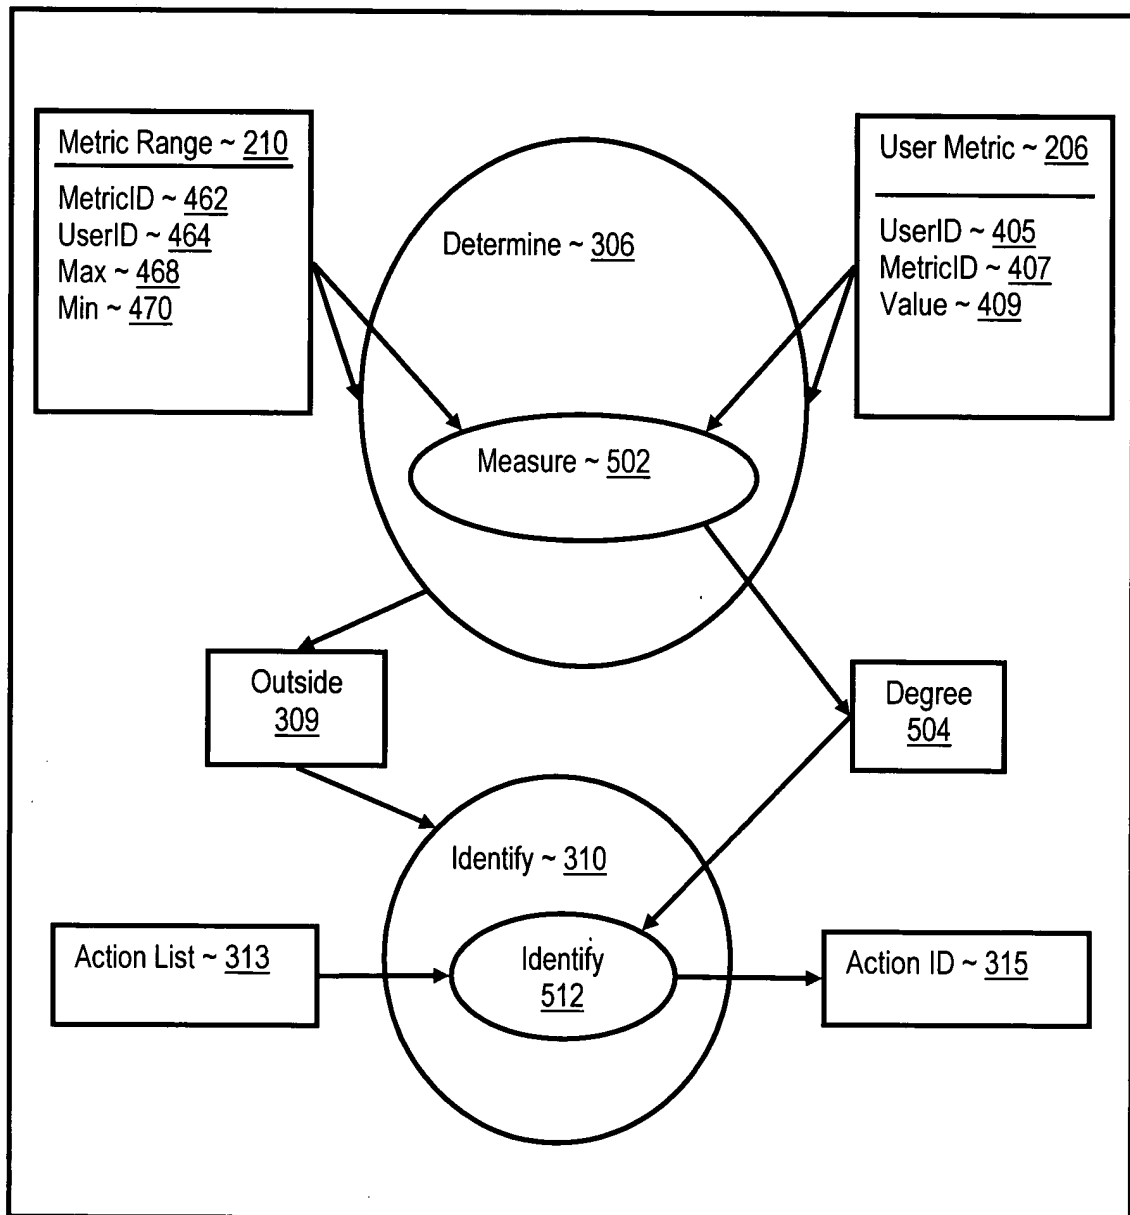 Metric Range ~ 210
MetricID ~ 462
UserID ~ 464
Max ~ 468
Min ~ 470
User Metric ~ 206
UserID ~ 405
MetricID ~ 407
Value ~ 409
Determine ~ 306
Measure ~ 502
Outside
309
Degree
504
Identify ~ 310
Action List ~ 313
Identify
512
Action ID ~ 315